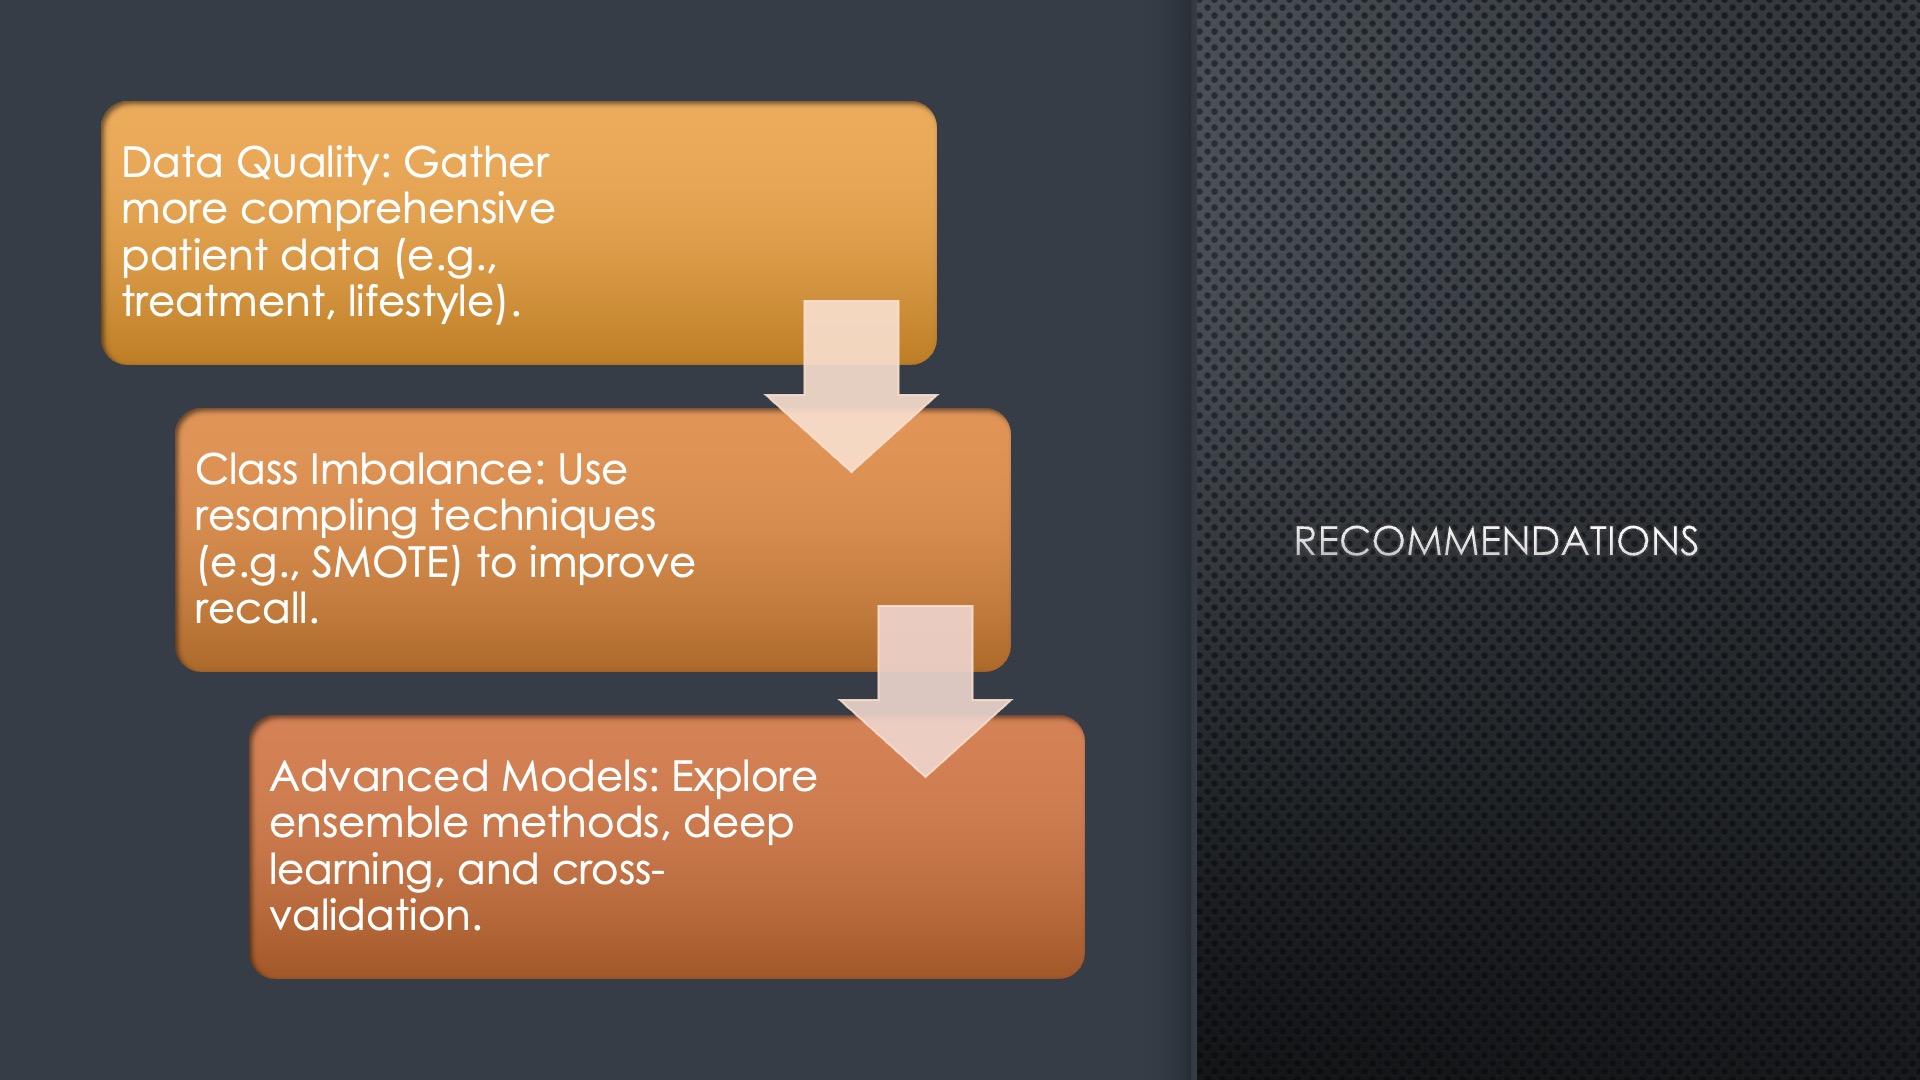 Data Quality: Gather
more comprehensive
patient data (e.g.,
treatment, lifestyle).
Class Imbalance: Use
resampling techniques
(e.g., SMOTE) to improve
recall.
Advanced Models: Explore
ensemble methods, deep
learning, and cross-
validation.
RECOMMENDATIONS